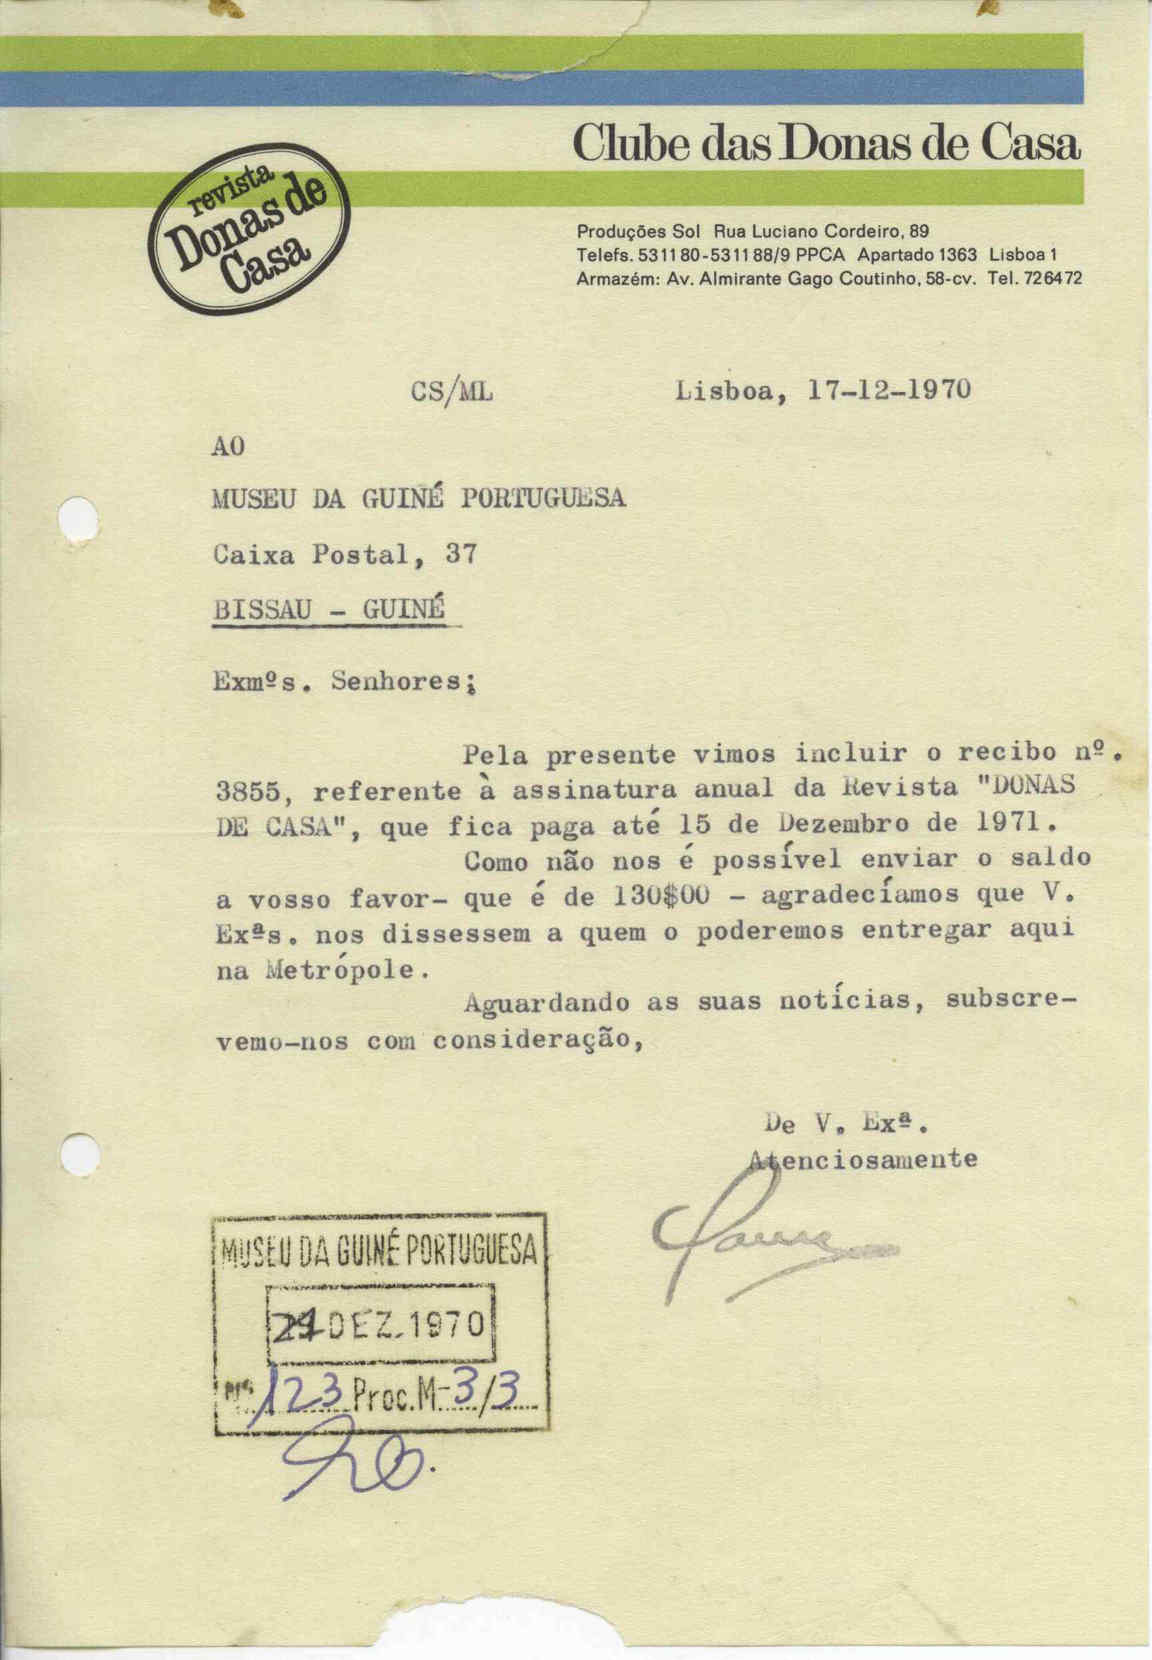 Clube das Donas de Casa
revista
Donas de
Casa
Produções Sol Rua Luciano Cordeiro, 89
Telefs. 531180-531188/9 PPCA Apartado 1363 Lisboa 1
Armazém: Av. Almirante Gago Coutinho, 58-cv. Tel. 726472
CS/ML Lisboa, 17-12-1970
AO
MUSEU DA GUINÉ PORTUGUESA
Caixa Postal, 37
BISSAU - GUINÉ
Exmºs. Senhores;
Pela presente vimos incluir o recibo nº.
3855, referente à assinatura anual da Revista "DONAS
DE CASA", que fica paga até 15 de Dezembro de 1971.
Como não nos é possível enviar o saldo
a vosso favor- que é de 130$00 - agradecíamos que V.
Exªs. nos dissessem a quem o poderemos entregar aqui
na Metrópole.
Aguardando as suas notícias, subscre-
vemo-nos com consideração,
De V. Exª.
Atenciosamente
MUSEU DA GUINÉ PORTUGUESA
DEZ. 1970
Nº 123 Proc. M-3/3